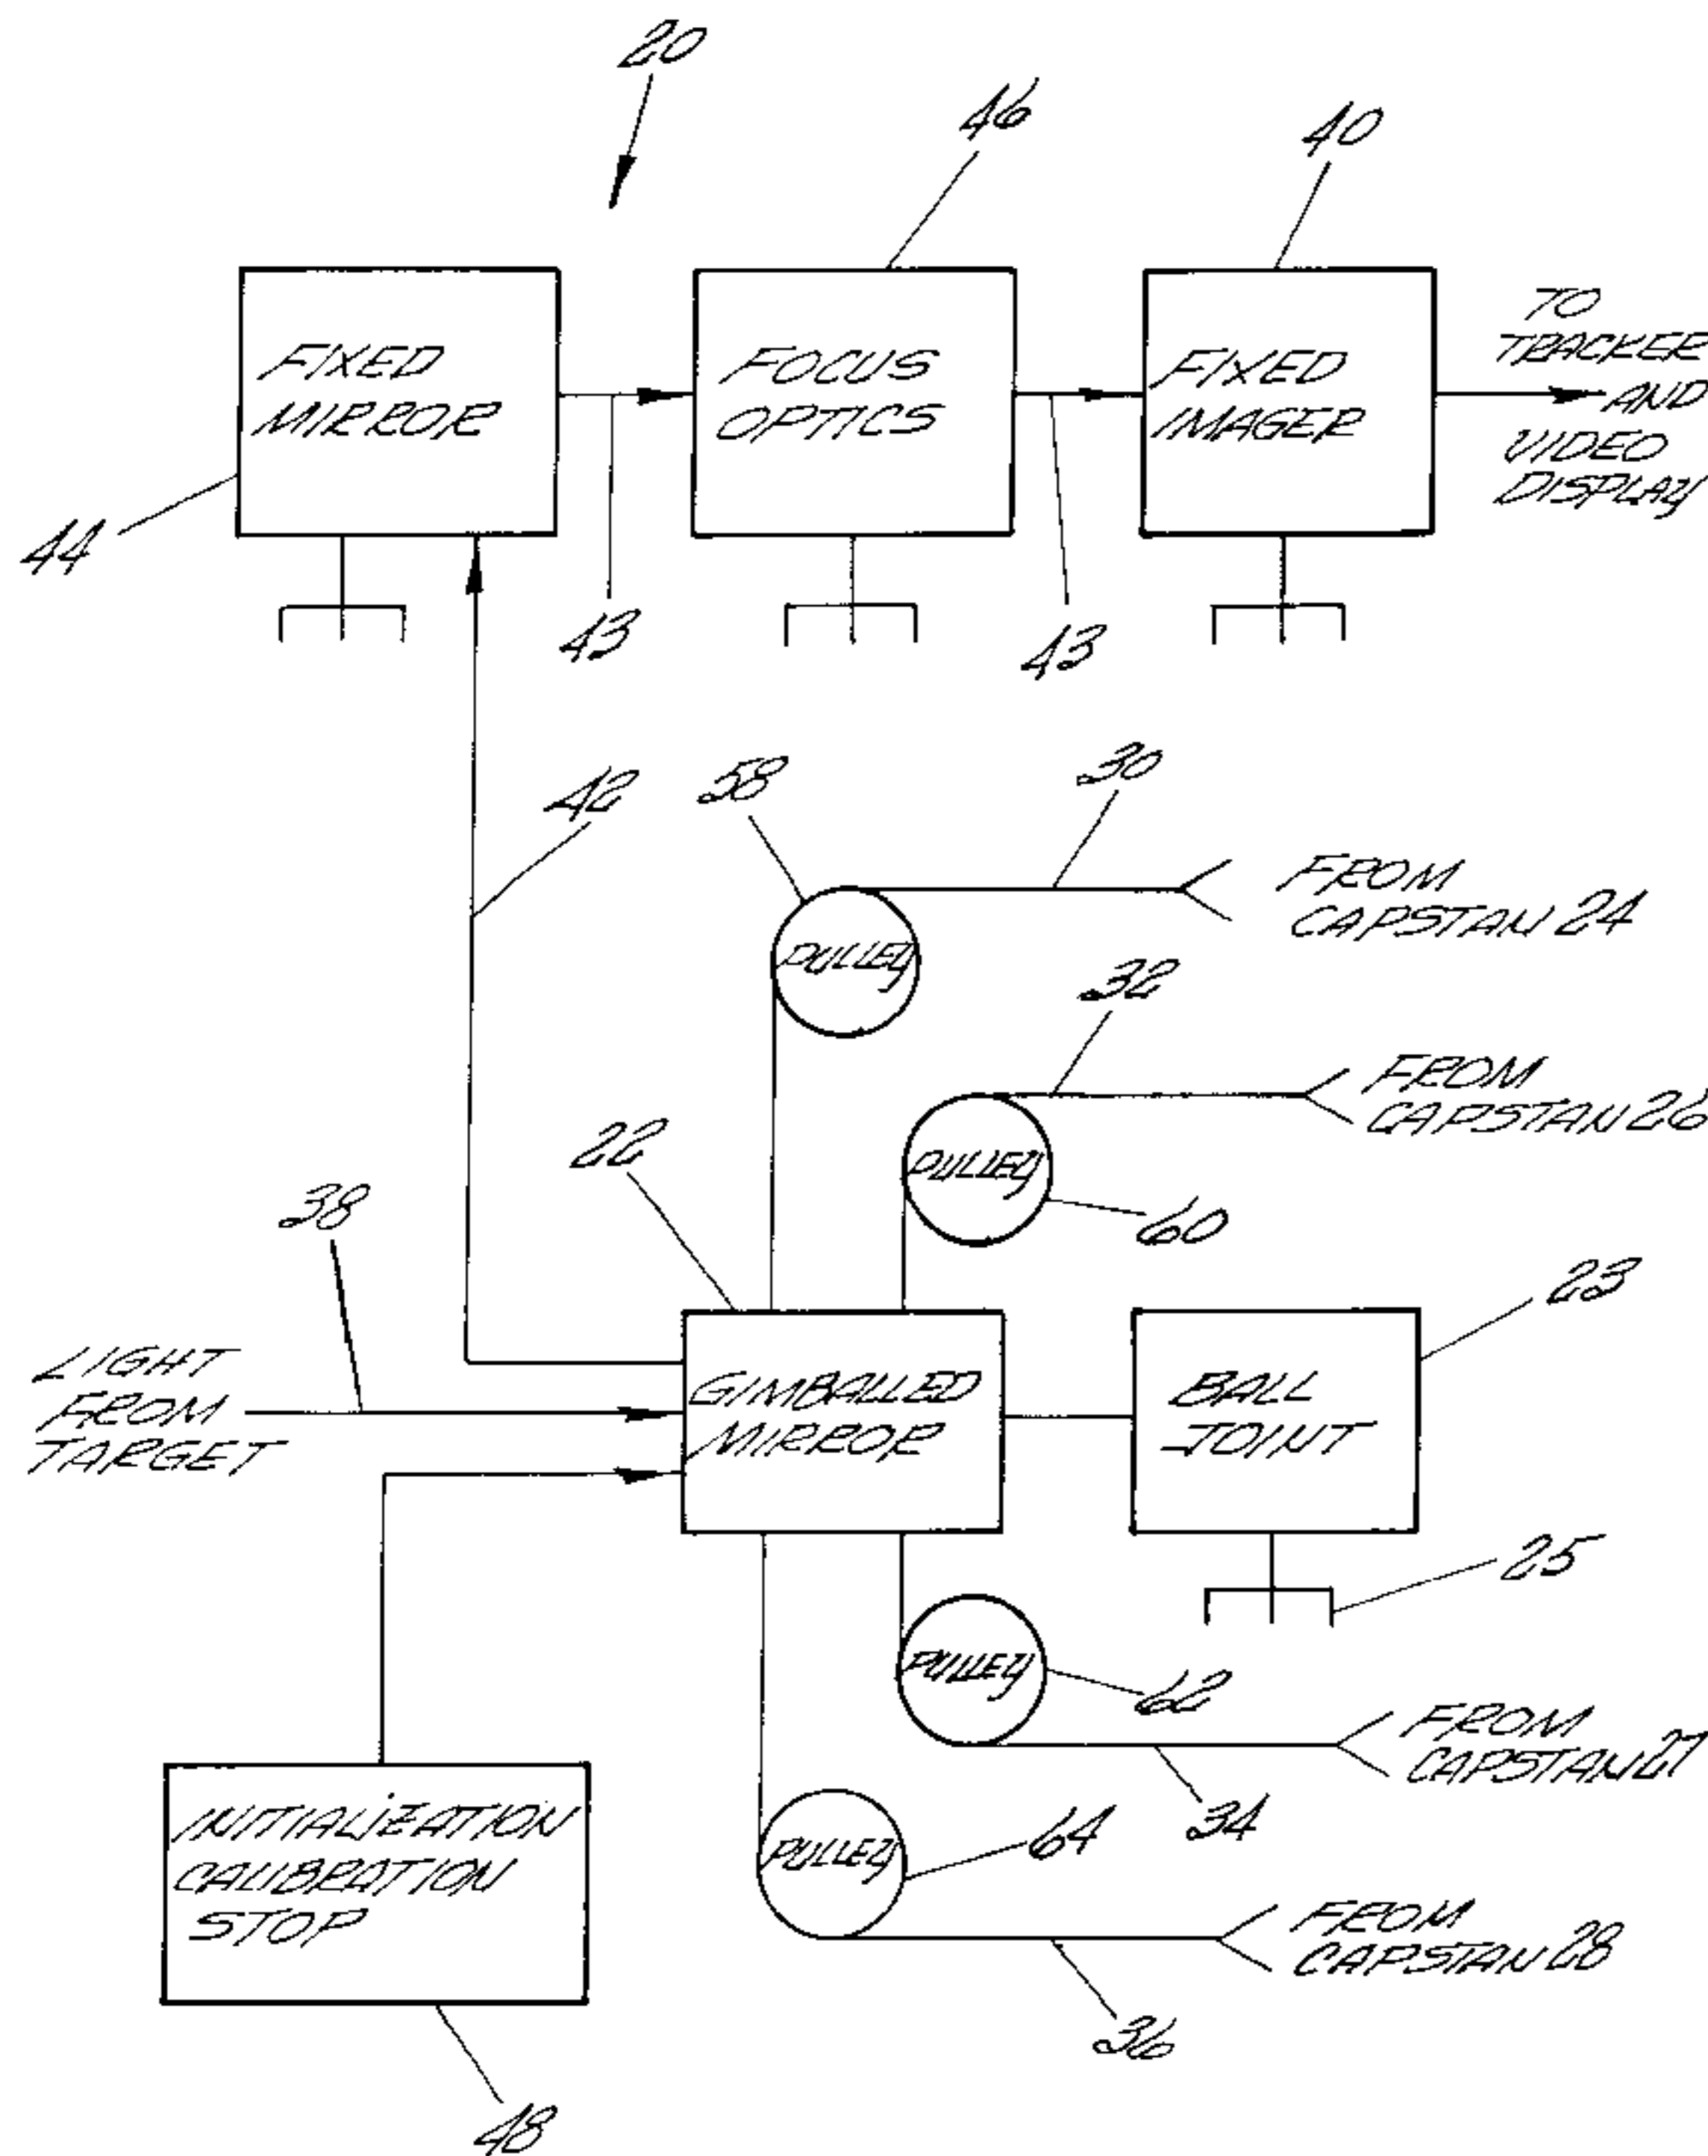 20
46
40
FIXED
MIRROR
FOCUS
OPTICS
FIXED
IMAGER
TO
TRACKER
AND
VIDEO
DISPLAY
44
43
43
42
58
30
PULLEY
FROM
CAPSTAN 24
32
PULLEY
FROM
CAPSTAN 26
22
60
38
23
LIGHT
FROM
TARGET
GIMBALLED
MIRROR
BALL
JOINT
25
PULLEY
62
FROM
CAPSTAN 27
34
INITIALIZATION
CALIBRATION
STOP
PULLEY
64
FROM
CAPSTAN 28
36
48